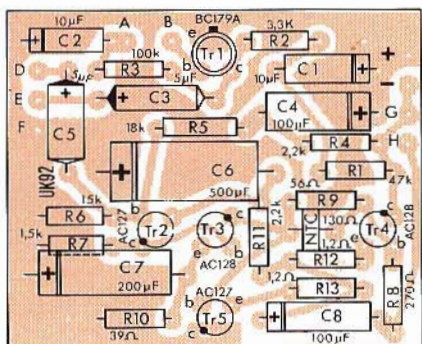 10µF A B BC179A 3,3K
C2 e Tr1 R2
100k b c
D R3 5µF 10µF C1 +
5µF -
E + C3 C4 G
F 18k R5 100µF
C5 R4 H
2,2k
UK92 + C6 R1
500µF 56Ω 47k
15k b 2,2k R9 c
R6 AC127 130Ω AC128
1,5k Tr2 Tr3 R11 NTC Tr4
R7 c e 1,2Ω b
AC128 e R12
C7 b AC127 e 1,2Ω
+ R13 R8 270Ω
200µF Tr5
R10 c + C8
39Ω 100µF